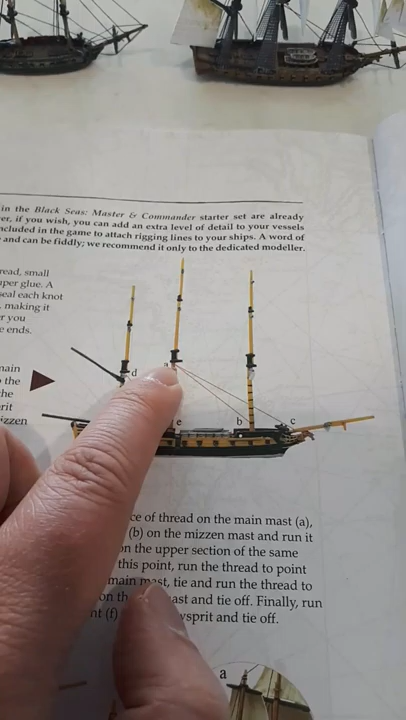 in the Black Seas: Master & Commander starter set are already
er, if you wish, you can add an extra level of detail to your vessels
ncluded in the game to attach rigging lines to your ships. A word of
and can be fiddly; we recommend it only to the dedicated modeller.
read, small
uper glue. A
seal each knot
, making it
r you
e ends.
main
o the
the
rit
izzen
d
a
e
b
c
ce of thread on the main mast (a),
(b) on the mizzen mast and run it
on the upper section of the same
this point, run the thread to point
main mast, tie and run the thread to
on th ast and tie off. Finally, run
nt (f) wsprit and tie off.
a